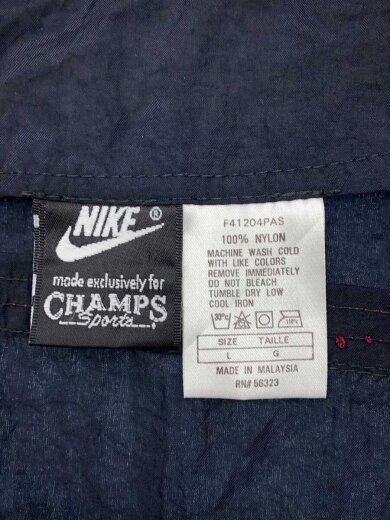 NIKE ®
made exclusively for
CHAMPS
Sports
F41204PAS
100% NYLON
MACHINE WASH COLD
WITH LIKE COLORS
REMOVE IMMEDIATELY
DO NOT BLEACH
TUMBLE DRY LOW
COOL IRON
30°C
SIZE TAILLE
L G
MADE IN MALAYSIA
RN# 56323